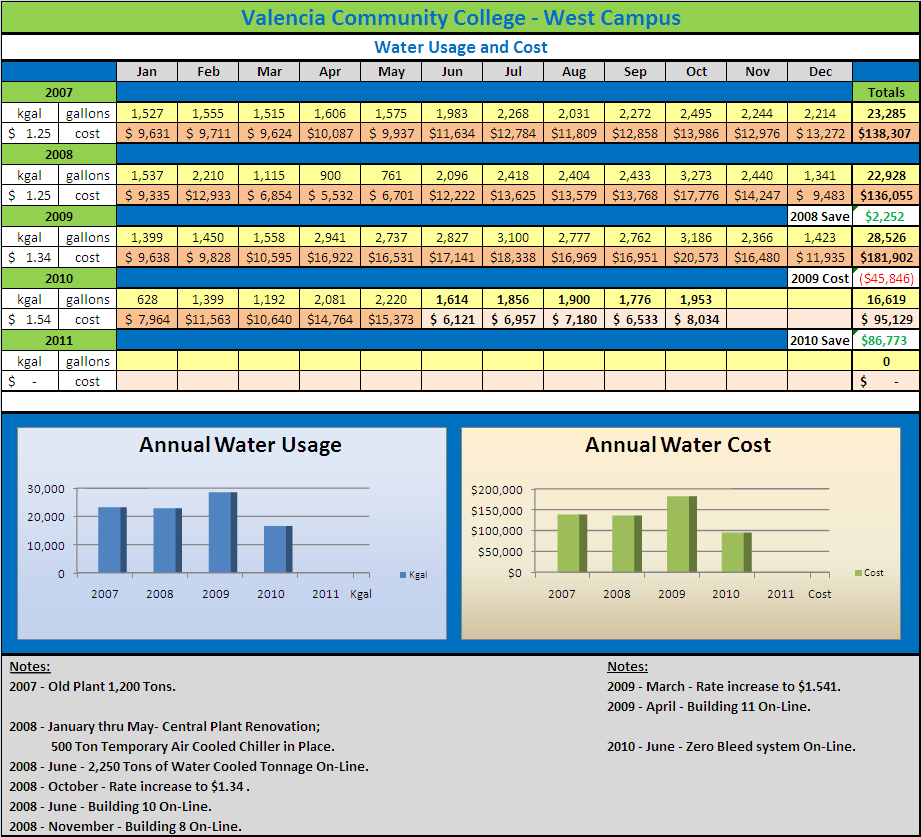 Valencia Community College - West Campus
Water Usage and Cost
Jan Feb Mar Apr May Jun Jul Aug Sep Oct Nov Dec
2007 Totals
kgal gallons 1,527 1,555 1,515 1,606 1,575 1,983 2,268 2,031 2,272 2,495 2,244 2,214 23,285
$ 1.25 cost $ 9,631 $ 9,711 $ 9,624 $10,087 $ 9,937 $11,634 $12,784 $11,809 $12,858 $13,986 $12,976 $ 13,272 $138,307
2008
kgal gallons 1,537 2,210 1,115 900 761 2,096 2,418 2,404 2,433 3,273 2,440 1,341 22,928
$ 1.25 cost $ 9,335 $12,933 $ 6,854 $ 5,532 $ 6,701 $12,222 $13,625 $13,579 $13,768 $17,776 $14,247 $ 9,483 $136,055
2009 2008 Save $2,252
kgal gallons 1,399 1,450 1,558 2,941 2,737 2,827 3,100 2,777 2,762 3,186 2,366 1,423 28,526
$ 1.34 cost $ 9,638 $ 9,828 $10,595 $16,922 $16,531 $17,141 $18,338 $16,969 $16,951 $20,573 $16,480 $ 11,935 $181,902
2010 2009 Cost ($45,846)
kgal gallons 628 1,399 1,192 2,081 2,220 1,614 1,856 1,900 1,776 1,953 16,619
$ 1.54 cost $ 7,964 $11,563 $10,640 $14,764 $15,373 $ 6,121 $ 6,957 $ 7,180 $ 6,533 $ 8,034 $ 95,129
2011 2010 Save $86,773
kgal gallons 0
$ - cost $ -
Annual Water Usage
30,000
20,000
10,000
0
2007 2008 2009 2010 2011 Kgal
Kgal
Annual Water Cost
$200,000
$150,000
$100,000
$50,000
$0
2007 2008 2009 2010 2011 Cost
Cost
Notes:
2007 - Old Plant 1,200 Tons.
2008 - January thru May- Central Plant Renovation;
500 Ton Temporary Air Cooled Chiller in Place.
2008 - June - 2,250 Tons of Water Cooled Tonnage On-Line.
2008 - October - Rate increase to $1.34 .
2008 - June - Building 10 On-Line.
2008 - November - Building 8 On-Line.
Notes:
2009 - March - Rate increase to $1.541.
2009 - April - Building 11 On-Line.
2010 - June - Zero Bleed system On-Line.